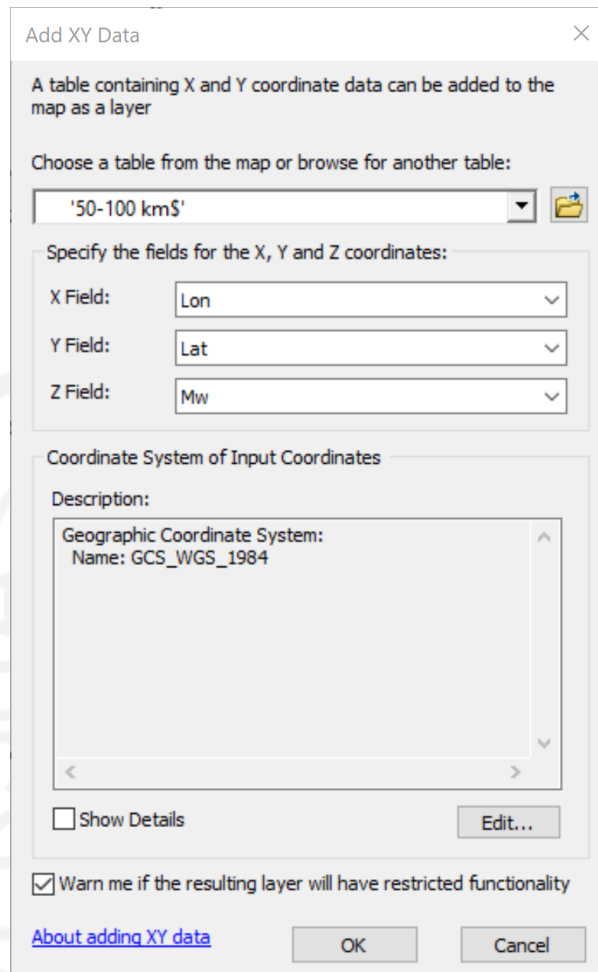 Add XY Data
A table containing X and Y coordinate data can be added to the
map as a layer
Choose a table from the map or browse for another table:
'50-100 km$'
Specify the fields for the X, Y and Z coordinates:
X Field:
Lon
Y Field:
Lat
Z Field:
Mw
Coordinate System of Input Coordinates
Description:
Geographic Coordinate System:
Name: GCS_WGS_1984
Show Details
Edit...
Warn me if the resulting layer will have restricted functionality
About adding XY data
OK
Cancel